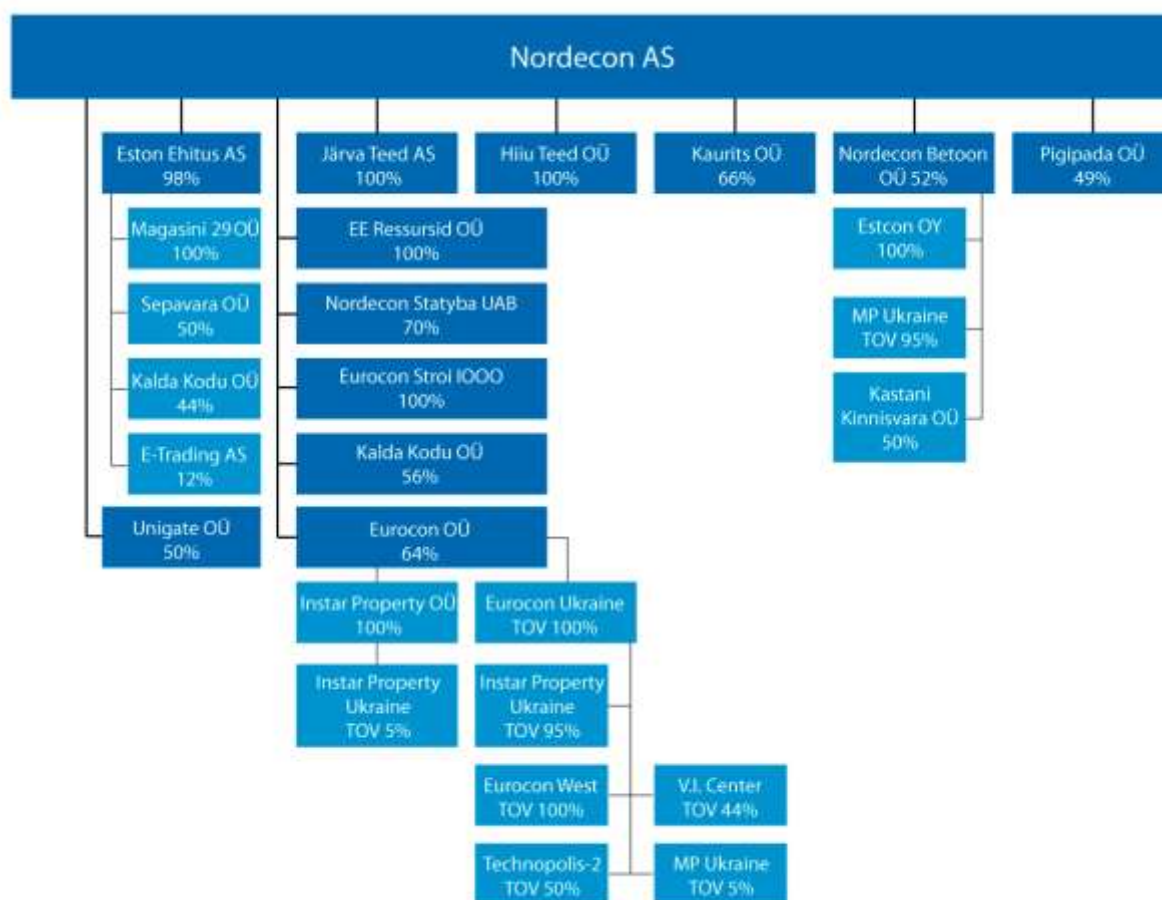 Nordecon AS
Eston Ehitus AS
98%
Järva Teed AS
100%
Hiiu Teed OÜ
100%
Kaurits OÜ
66%
Nordecon Betoon
OÜ 52%
Pigipada OÜ
49%
Magasini 29 OÜ
100%
EE Ressursid OÜ
100%
Estcon OY
100%
Sepavara OÜ
50%
Nordecon Statyba UAB
70%
MP Ukraine
TOV 95%
Kalda Kodu OÜ
44%
Eurocon Stroi IOOO
100%
Kastani
Kinnisvara OÜ
50%
E-Trading AS
12%
Kalda Kodu OÜ
56%
Unigate OÜ
50%
Eurocon OÜ
64%
Instar Property OÜ
100%
Eurocon Ukraine
TOV 100%
Instar Property
Ukraine
TOV 5%
Instar Property
Ukraine
TOV 95%
Eurocon West
TOV 100%
V.I. Center
TOV 44%
Technopolis-2
TOV 50%
MP Ukraine
TOV 5%